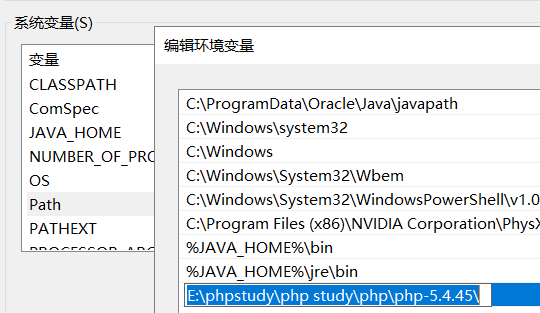 系统变量(S)
编辑环境变量
变量
CLASSPATH
ComSpec
JAVA_HOME
NUMBER_OF_PRO
OS
Path
PATHEXT
PROCESSOR_ARC
C:\ProgramData\Oracle\Java\javapath
C:\Windows\system32
C:\Windows
C:\Windows\System32\Wbem
C:\Windows\System32\WindowsPowerShell\v1.0
C:\Program Files (x86)\NVIDIA Corporation\PhysX
%JAVA_HOME%\bin
%JAVA_HOME%\jre\bin
E:\phpstudy\php study\php\php-5.4.45\